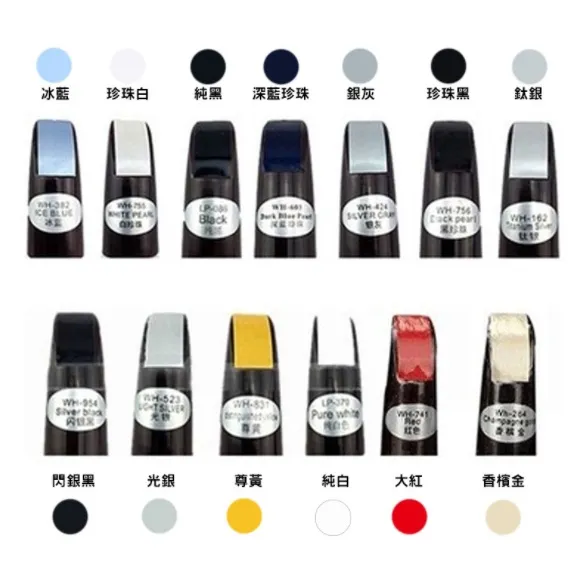 冰藍
珍珠白
純黑
深藍珍珠
銀灰
珍珠黑
鈦銀
WH-392
ICE BLUE
冰藍
WH-755
WHITE PEARL
白珍珠
LP-086
Black
純黑
WH-601
Dark Blue Pearl
深藍珍珠
WH-424
SILVER GRAY
銀灰
WH-756
Black pearl
黑珍珠
WH-162
Titanium Silver
鈦銀
WH-954
Silver black
閃銀黑
WH-523
LIGHT SILVER
光銀
WH-831
尊黃
LP-379
Pure white
純白色
WH-741
Red
红色
Wh-264
Champagne gold
香檳金
閃銀黑
光銀
尊黃
純白
大紅
香檳金